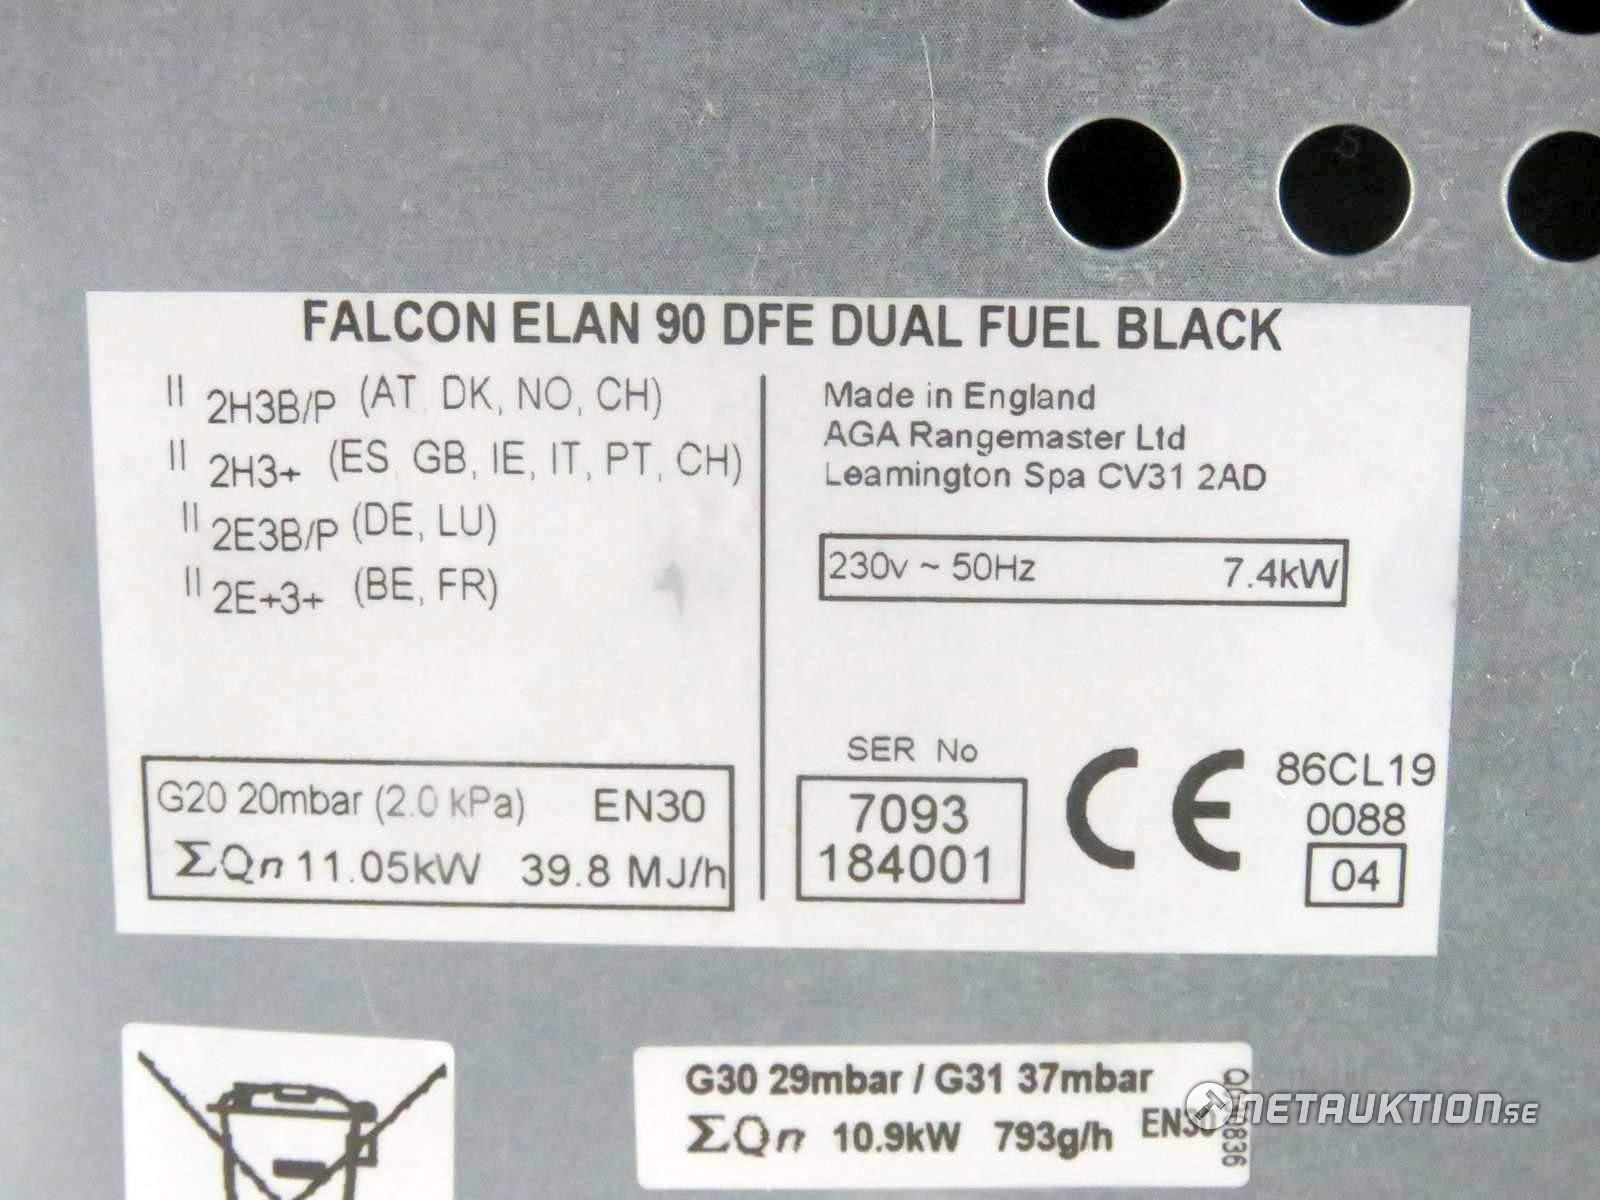 FALCON ELAN 90 DFE DUAL FUEL BLACK
II 2H3B/P (AT, DK, NO, CH)
II 2H3+ (ES, GB, IE, IT, PT, CH)
II 2E3B/P (DE, LU)
II 2E+3+ (BE, FR)
Made in England
AGA Rangemaster Ltd
Leamington Spa CV31 2AD
230v ~ 50Hz 7.4kW
G20 20mbar (2.0 kPa) EN30
ΣQn 11.05kW 39.8 MJ/h
SER No
7093
184001
CE
86CL19
0088
04
G30 29mbar / G31 37mbar
ΣQn 10.9kW 793g/h EN30
NETAUKTION.SE